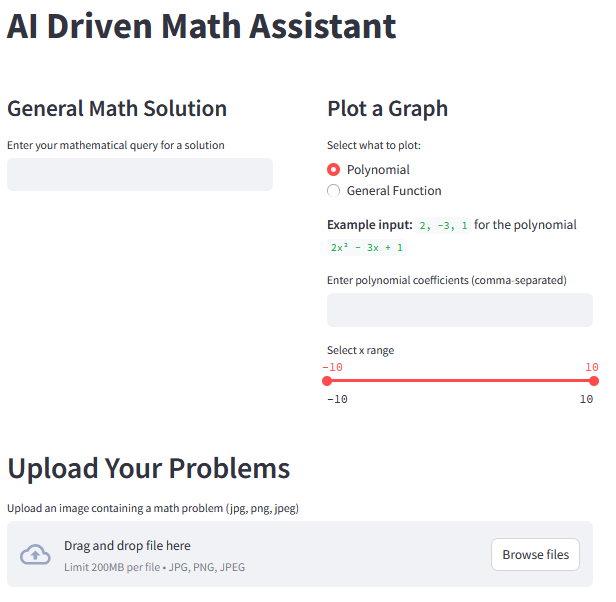 AI Driven Math Assistant
General Math Solution
Enter your mathematical query for a solution
Plot a Graph
Select what to plot:
Polynomial
General Function
Example input: 2, -3, 1 for the polynomial
2x² - 3x + 1
Enter polynomial coefficients (comma-separated)
Select x range
-10 10
-10 10
Upload Your Problems
Upload an image containing a math problem (jpg, png, jpeg)
Drag and drop file here
Limit 200MB per file • JPG, PNG, JPEG
Browse files